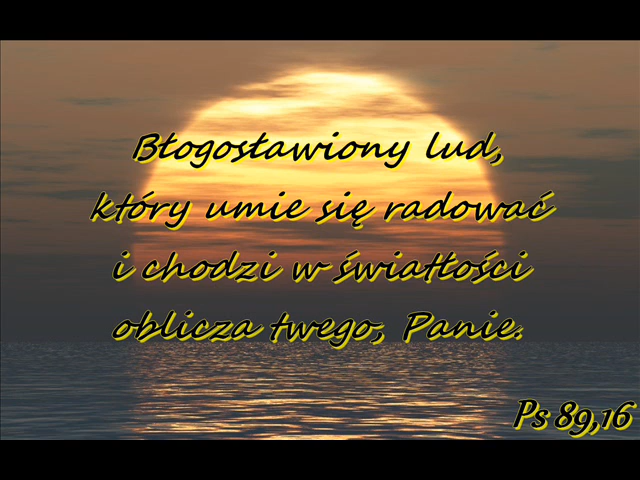 Błogosławiony lud,
który umie się radować
i chodzi w światłości
oblicza twego, Panie.
Ps 89,16